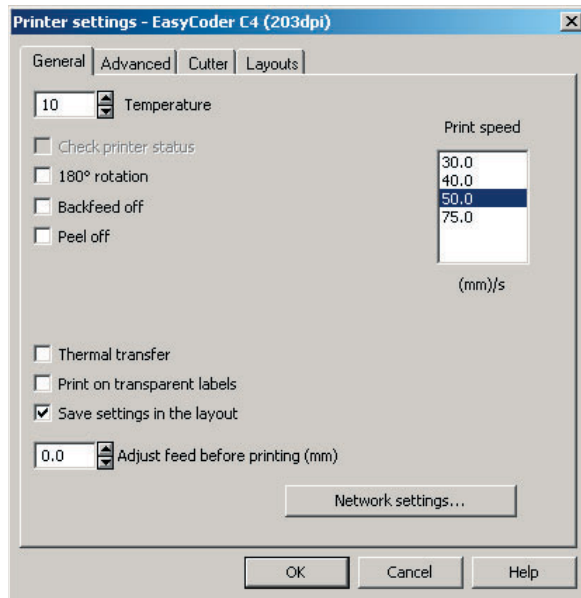 Printer settings - EasyCoder C4 (203dpi)
General Advanced Cutter Layouts
10 Temperature
Print speed
Check printer status
30.0
180° rotation
40.0
50.0
Backfeed off
75.0
Peel off
(mm)/s
Thermal transfer
Print on transparent labels
Save settings in the layout
0.0 Adjust feed before printing (mm)
Network settings...
OK Cancel Help